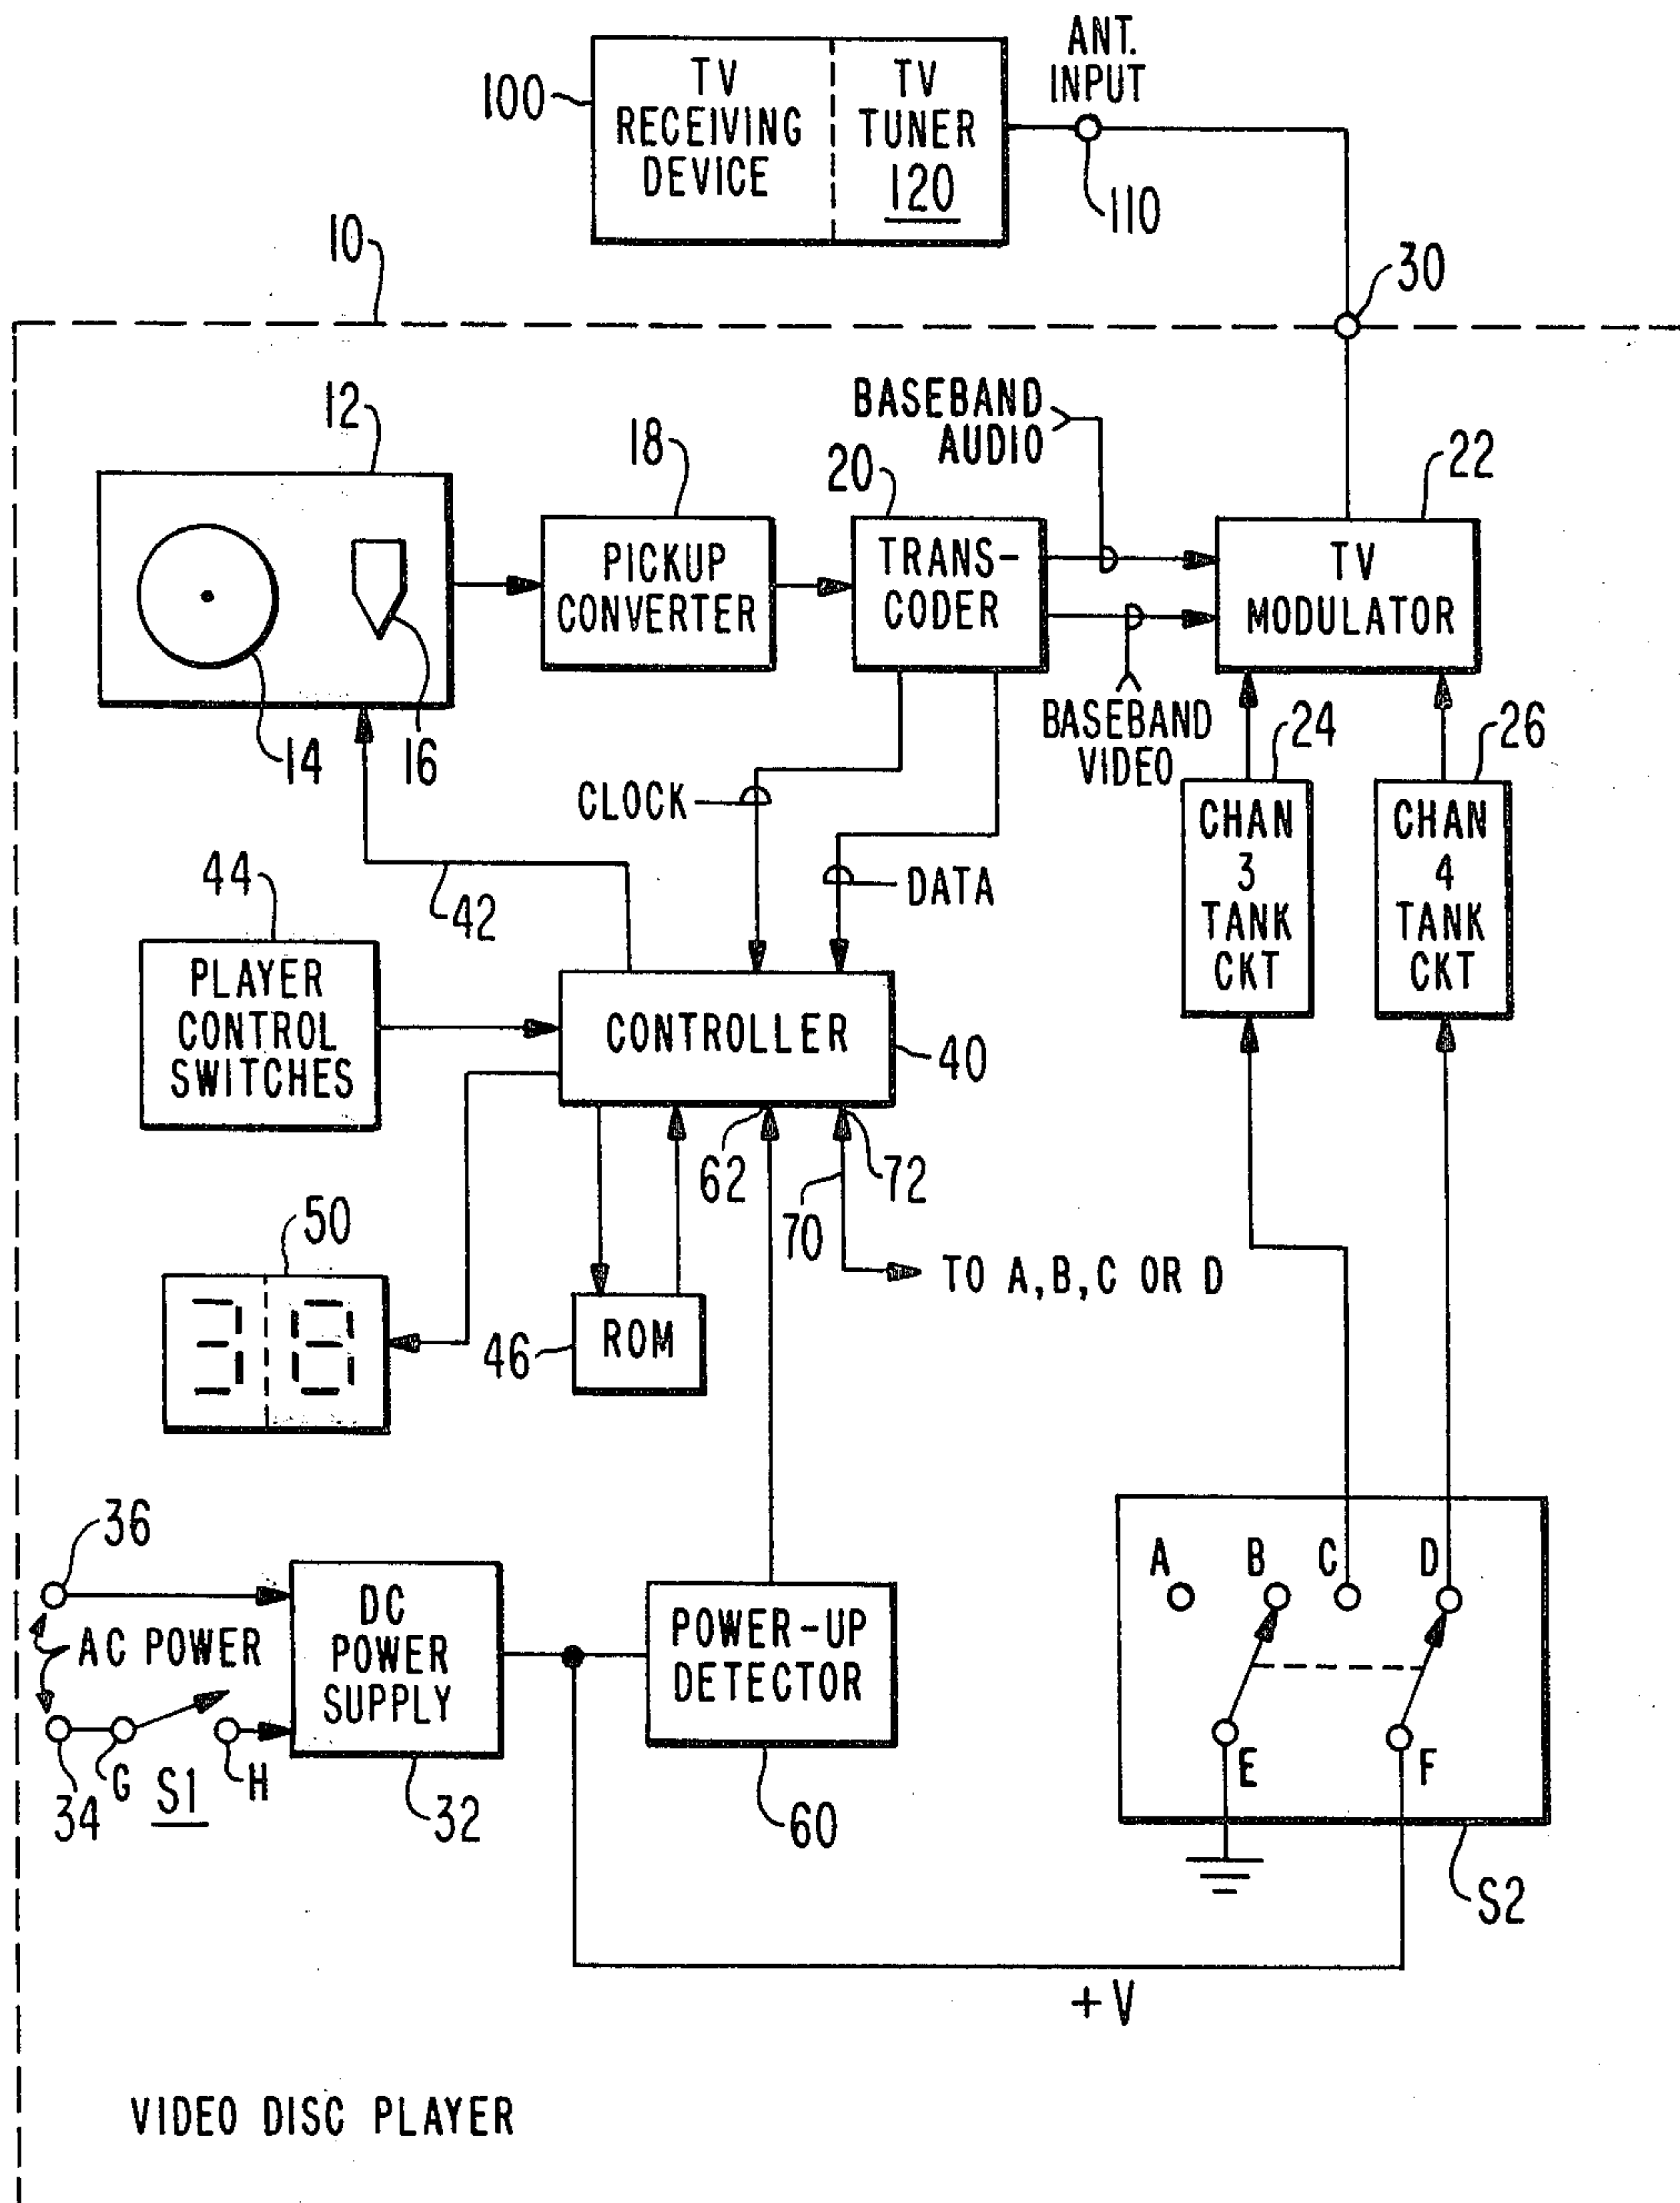 ANT.
INPUT
TV
RECEIVING
DEVICE
TV
TUNER
120
100
110
10
30
12
18
20
BASEBAND
AUDIO
22
PICKUP
CONVERTER
TRANS-
CODER
TV
MODULATOR
14
16
BASEBAND
VIDEO
24
26
CLOCK
DATA
CHAN
3
TANK
CKT
CHAN
4
TANK
CKT
44
42
PLAYER
CONTROL
SWITCHES
CONTROLLER
40
62
70
72
TO A, B, C OR D
50
38
46
ROM
36
AC POWER
DC
POWER
SUPPLY
POWER-UP
DETECTOR
A
B
C
D
E
F
34
G
S1
H
32
60
S2
+V
VIDEO DISC PLAYER